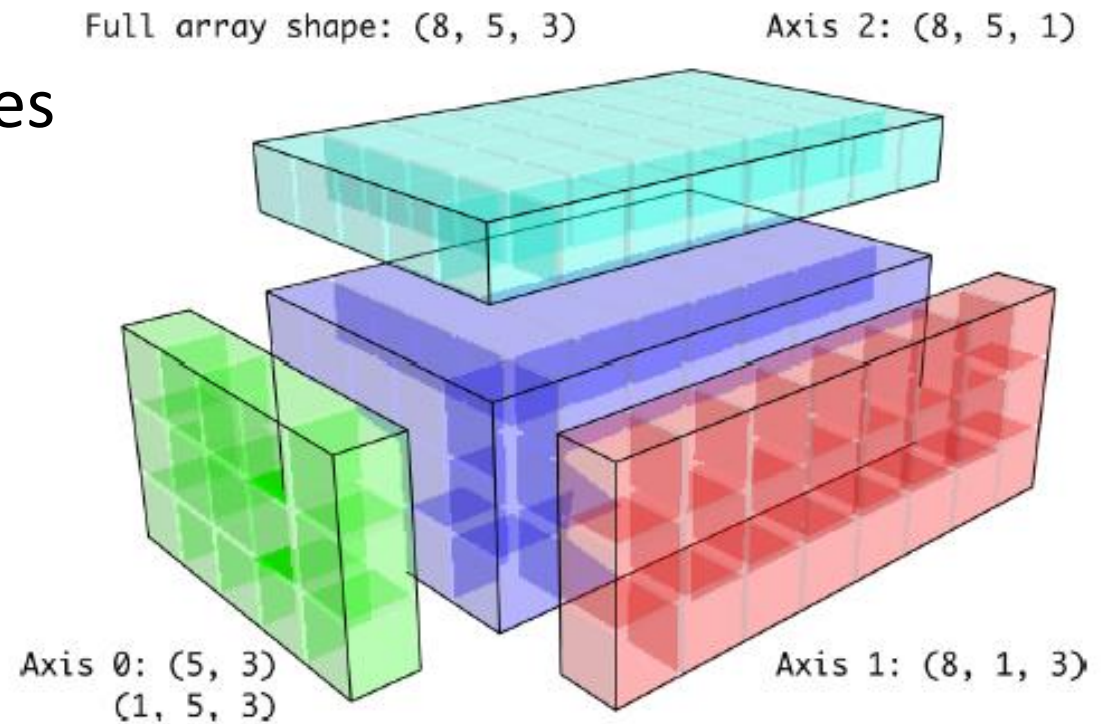 Full array shape: (8, 5, 3)
Axis 2: (8, 5, 1)
es
Axis 0: (5, 3)
(1, 5, 3)
Axis 1: (8, 1, 3)